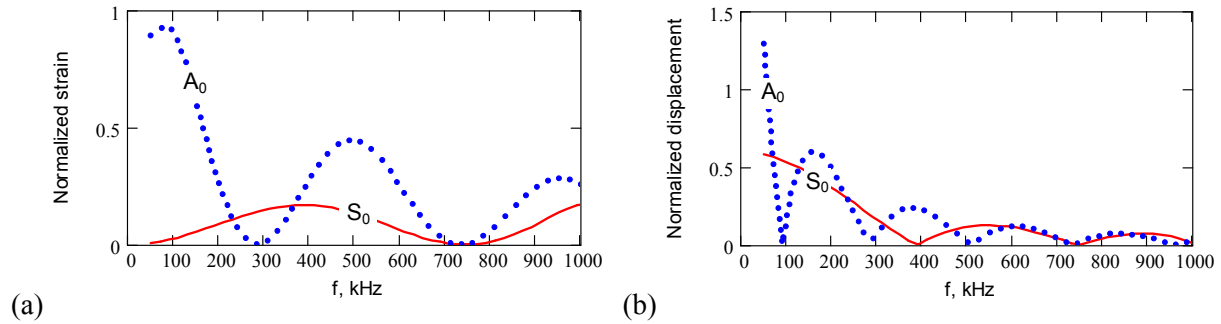 Normalized strain
1
0.5
0
A₀
S₀
0 100 200 300 400 500 600 700 800 900 1000
f, kHz
(a)
Normalized displacement
1.5
1
0.5
0
A₀
S₀
0 100 200 300 400 500 600 700 800 900 1000
f, kHz
(b)